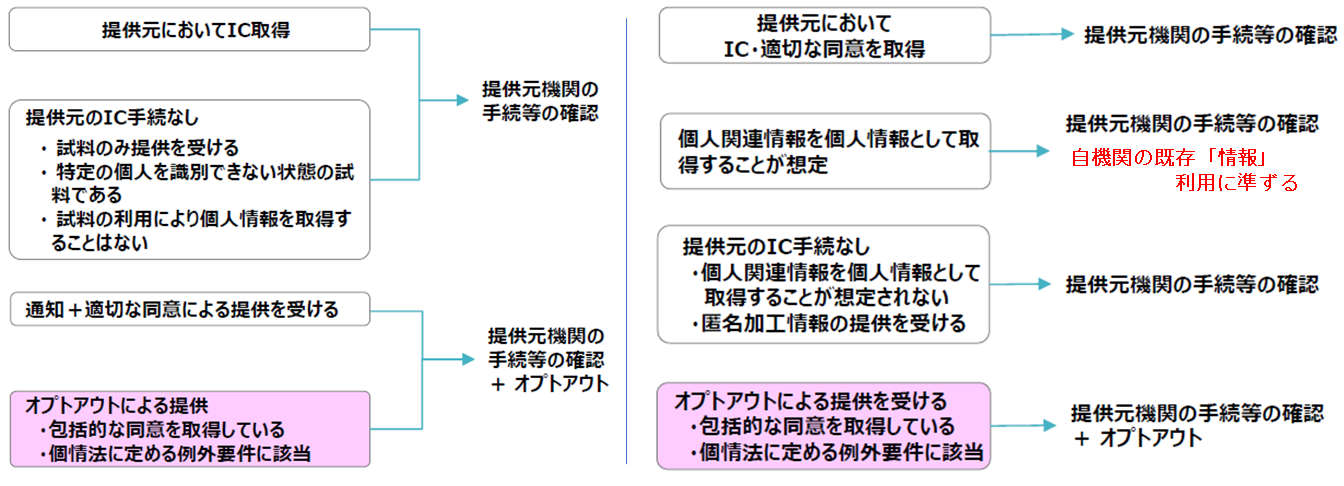 提供元においてIC取得
提供元のIC手続なし
・ 試料のみ提供を受ける
・ 特定の個人を識別できない状態の試
料である
・ 試料の利用により個人情報を取得す
ることはない
提供元機関の
手続等の確認
通知＋適切な同意による提供を受ける
オプトアウトによる提供
・包括的な同意を取得している
・個情法に定める例外要件に該当
提供元機関の
手続等の確認
＋ オプトアウト
提供元において
IC・適切な同意を取得
提供元機関の手続等の確認
個人関連情報を個人情報として取
得することが想定
提供元機関の手続等の確認
自機関の既存「情報」
利用に準ずる
提供元のIC手続なし
・個人関連情報を個人情報として
取得することが想定されない
・匿名加工情報の提供を受ける
提供元機関の手続等の確認
オプトアウトによる提供を受ける
・包括的な同意を取得している
・個情法に定める例外要件に該当
提供元機関の手続等の確認
＋ オプトアウト